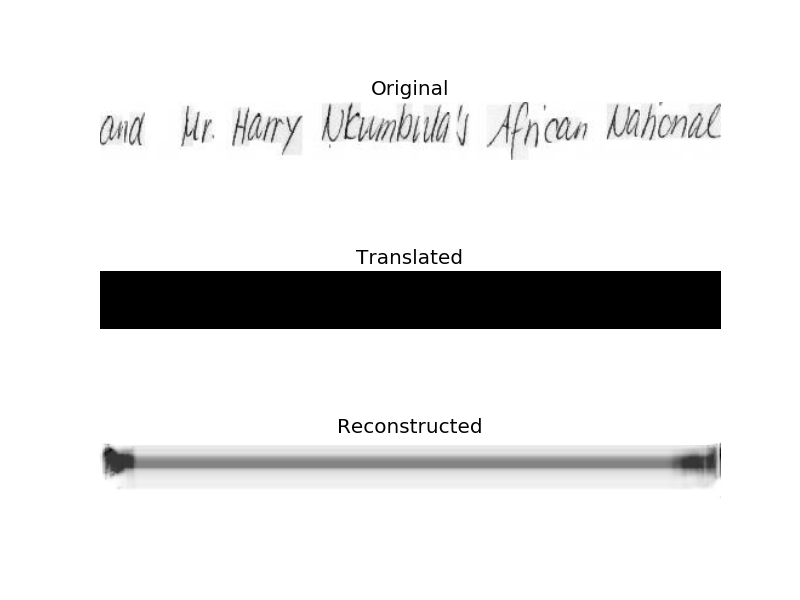 Original
and Mr. Harry Nkumbula's African National
Translated
Reconstructed